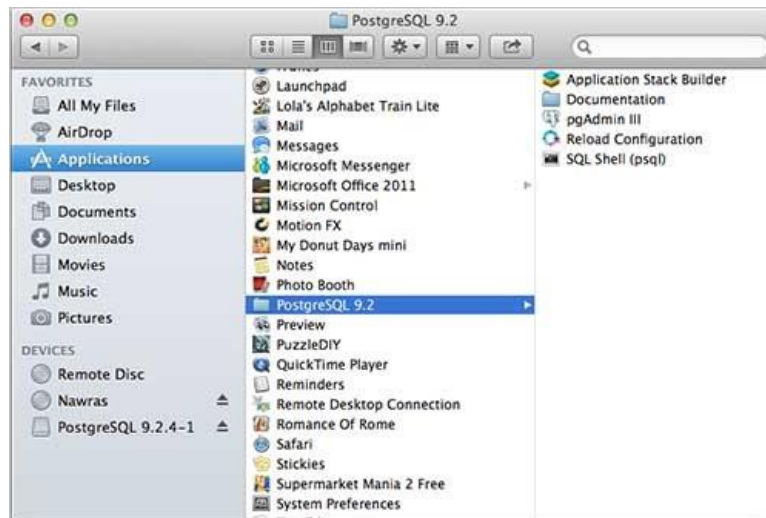 PostgreSQL 9.2
FAVORITES
All My Files
AirDrop
Applications
Desktop
Documents
Downloads
Movies
Music
Pictures
DEVICES
Remote Disc
Nawras
PostgreSQL 9.2.4-1
Launchpad
Lola's Alphabet Train Lite
Mail
Messages
Microsoft Messenger
Microsoft Office 2011
Mission Control
Motion FX
My Donut Days mini
Notes
Photo Booth
PostgreSQL 9.2
Preview
PuzzleDIY
QuickTime Player
Reminders
Remote Desktop Connection
Romance Of Rome
Safari
Stickies
Supermarket Mania 2 Free
System Preferences
Application Stack Builder
Documentation
pgAdmin III
Reload Configuration
SQL Shell (psql)